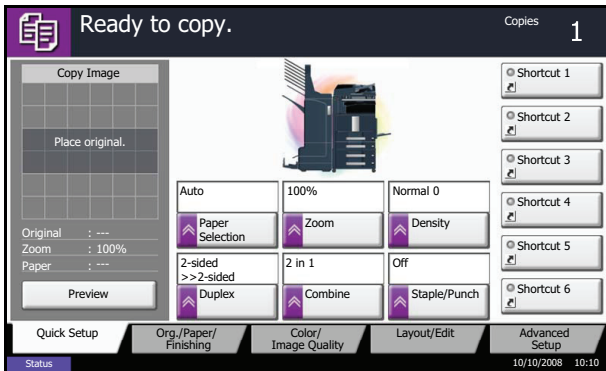 Ready to copy.
Copies 1
Copy Image
Place original.
Original : ---
Zoom : 100%
Paper : ---
Preview
Auto
Paper
Selection
100%
Zoom
Normal 0
Density
2-sided
>>2-sided
Duplex
2 in 1
Combine
Off
Staple/Punch
Shortcut 1
Shortcut 2
Shortcut 3
Shortcut 4
Shortcut 5
Shortcut 6
Quick Setup
Org./Paper/
Finishing
Color/
Image Quality
Layout/Edit
Advanced
Setup
Status
10/10/2008 10:10